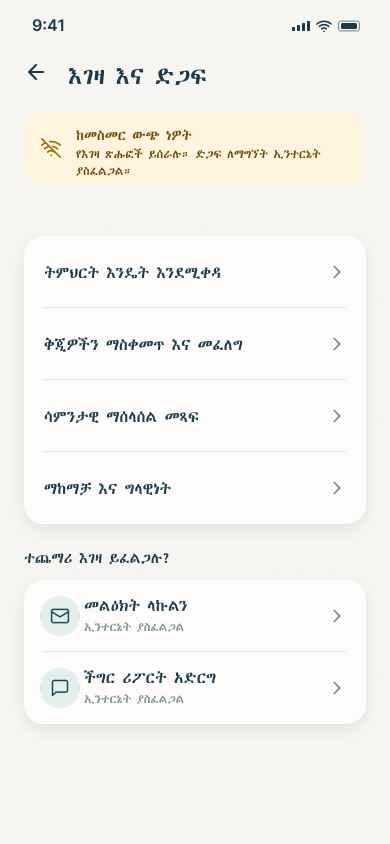 9:41
እገዛ እና ድጋፍ
ከመስመር ውጭ ነዎት
የእገዛ ጽሑፎች ይሰራሉ። ድጋፍ ለማግኘት ኢንተርኔት
ያስፈልጋል።
ትምህርት እንዴት እንደሚቀዳ
ቅጂዎችን ማስቀመጥ እና መፈለግ
ሳምንታዊ ማሰላሰል መጻፍ
ማከማቻ እና ግላዊነት
ተጨማሪ እገዛ ይፈልጋሉ?
መልዕክት ላኩልን
ኢንተርኔት ያስፈልጋል
ችግር ሪፖርት አድርግ
ኢንተርኔት ያስፈልጋል